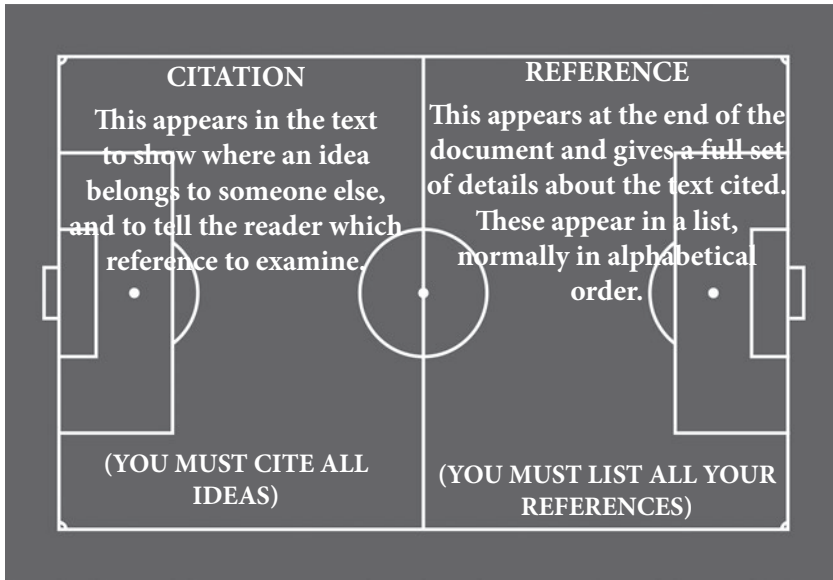 CITATION
This appears in the text
to show where an idea
belongs to someone else,
and to tell the reader which
reference to examine.
(YOU MUST CITE ALL
IDEAS)
REFERENCE
This appears at the end of the
document and gives a full set
of details about the text cited.
These appear in a list,
normally in alphabetical
order.
(YOU MUST LIST ALL YOUR
REFERENCES)